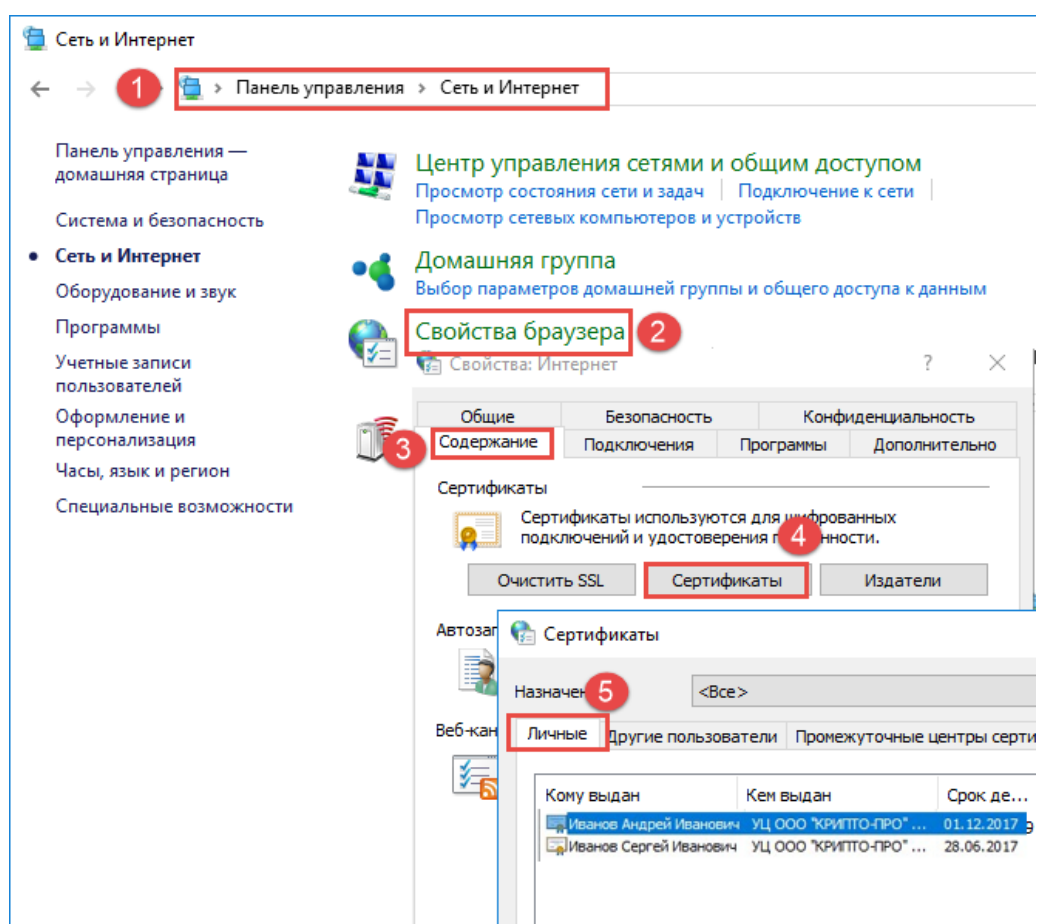 Сеть и Интернет
1
Панель управления > Сеть и Интернет
Панель управления —
домашняя страница
Система и безопасность
Сеть и Интернет
Оборудование и звук
Программы
Учетные записи
пользователей
Оформление и
персонализация
Часы, язык и регион
Специальные возможности
Центр управления сетями и общим доступом
Просмотр состояния сети и задач Подключение к сети
Просмотр сетевых компьютеров и устройств
Домашняя группа
Выбор параметров домашней группы и общего доступа к данным
Свойства браузера 2
Свойства: Интернет ?
Общие Безопасность Конфиденциальность
3 Содержание Подключения Программы Дополнительно
Сертификаты
Сертификаты используются для шифрованных
подключений и удостоверения
4
Очистить SSL Сертификаты Издатели
Сертификаты
5 <Все>
Личные Другие пользователи Промежуточные центры
Кому выдан Кем выдан Срок де...
Иванов Андрей Иванович УЦ ООО "КРИПТО-ПРО" ... 01.12.2017
Иванов Сергей Иванович УЦ ООО "КРИПТО-ПРО" ... 28.06.2017